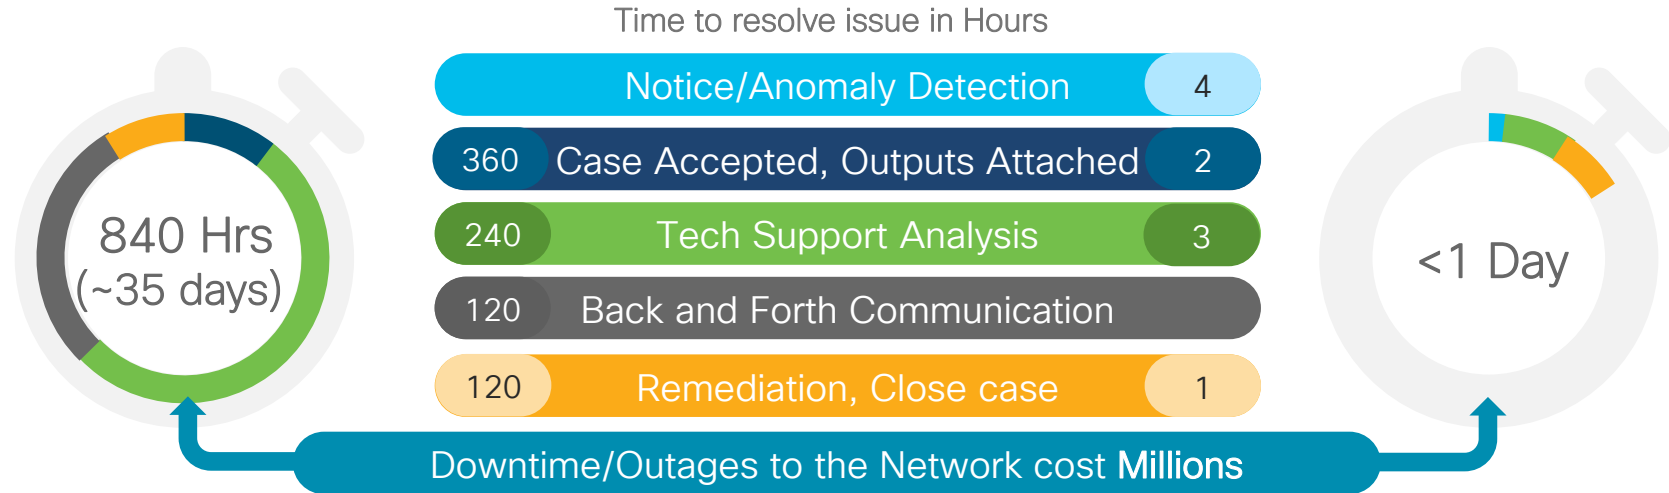 Time to resolve issue in Hours
Notice/Anomaly Detection 4
360 Case Accepted, Outputs Attached 2
240 Tech Support Analysis 3
120 Back and Forth Communication
120 Remediation, Close case 1
840 Hrs
(~35 days)
<1 Day
Downtime/Outages to the Network cost Millions